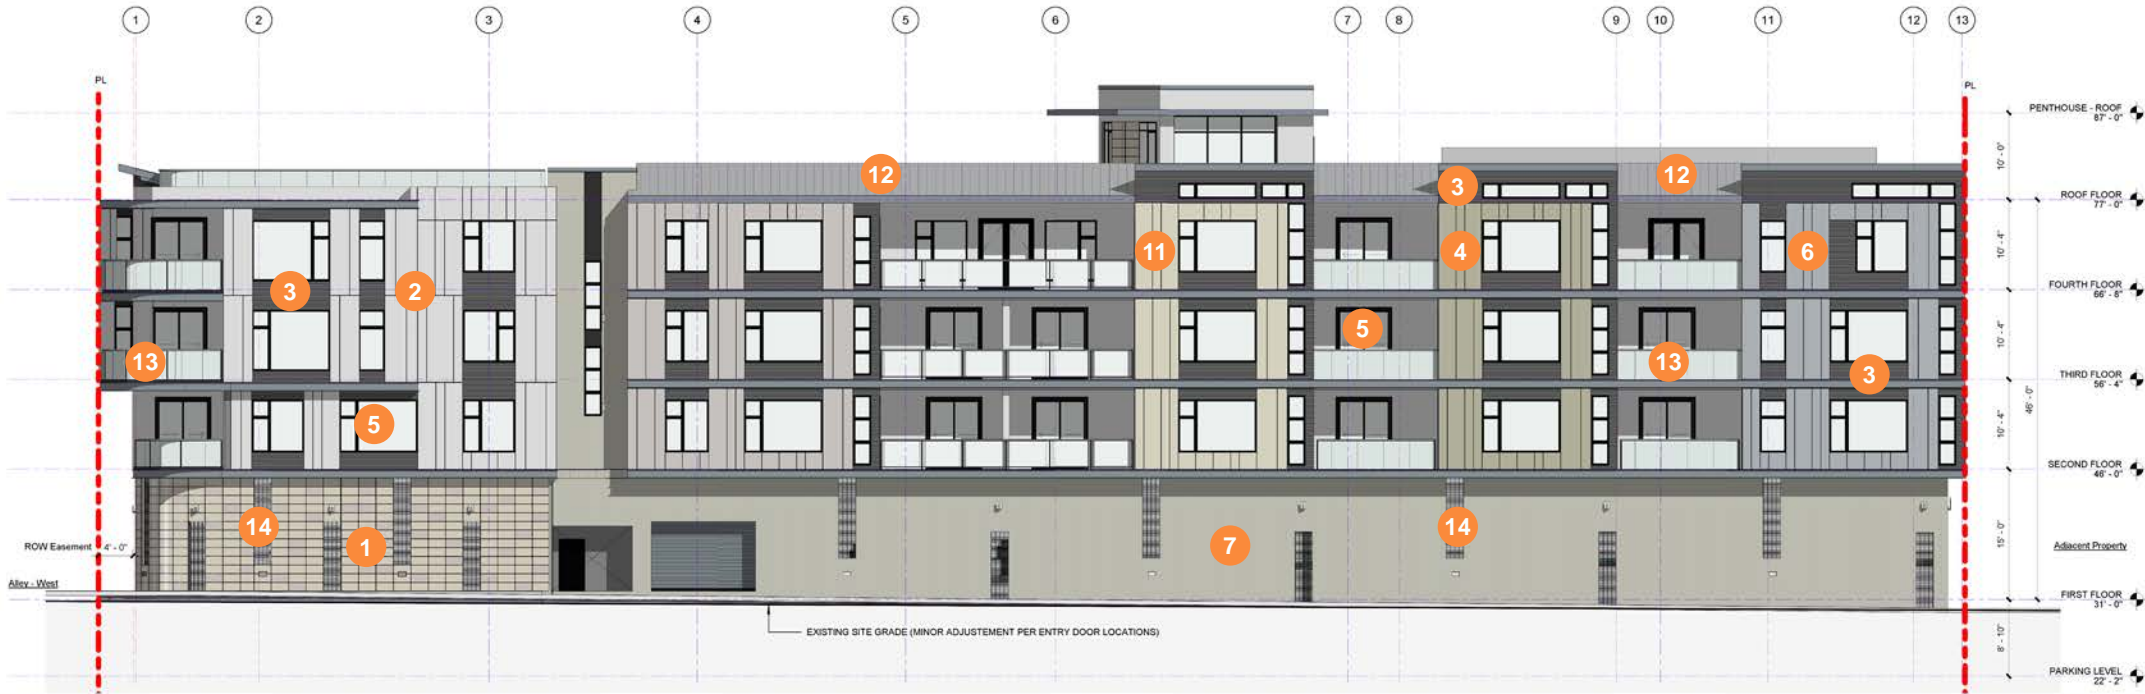 1 2 3 4 5 6 7 8 9 10 11 12 13
PL PL
PENTHOUSE - ROOF
87' - 0"
10' - 0"
12 3 12
ROOF FLOOR
77' - 0"
11 4 6
10' - 4"
3 2
FOURTH FLOOR
66' - 8"
5
10' - 4"
13 13
3
THIRD FLOOR
56' - 4"
46' - 0"
5
10' - 4"
SECOND FLOOR
46' - 0"
14 14
1 7
15' - 0"
ROW Easement 4' - 0"
Adjacent Property
Alley - West
FIRST FLOOR
31' - 0"
EXISTING SITE GRADE (MINOR ADJUSTEMENT PER ENTRY DOOR LOCATIONS)
8' - 10"
PARKING LEVEL
22' - 2"